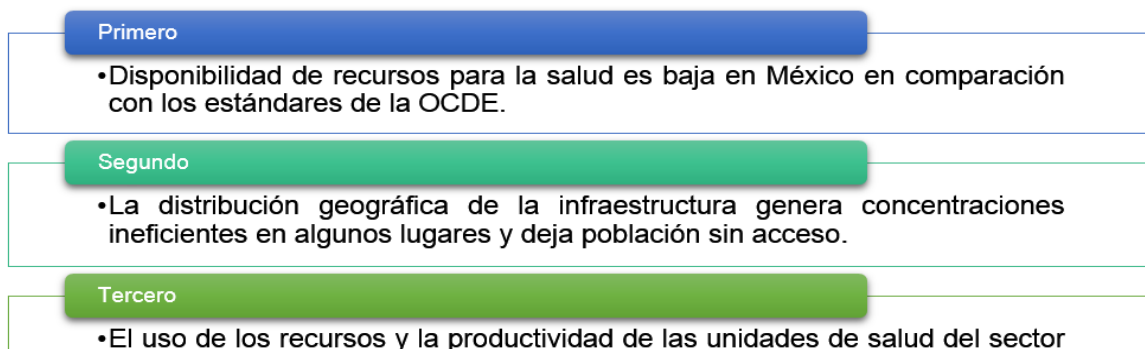 Primero
•Disponibilidad de recursos para la salud es baja en México en comparación
con los estándares de la OCDE.
Segundo
•La distribución geográfica de la infraestructura genera concentraciones
ineficientes en algunos lugares y deja población sin acceso.
Tercero
•El uso de los recursos y la productividad de las unidades de salud del sector